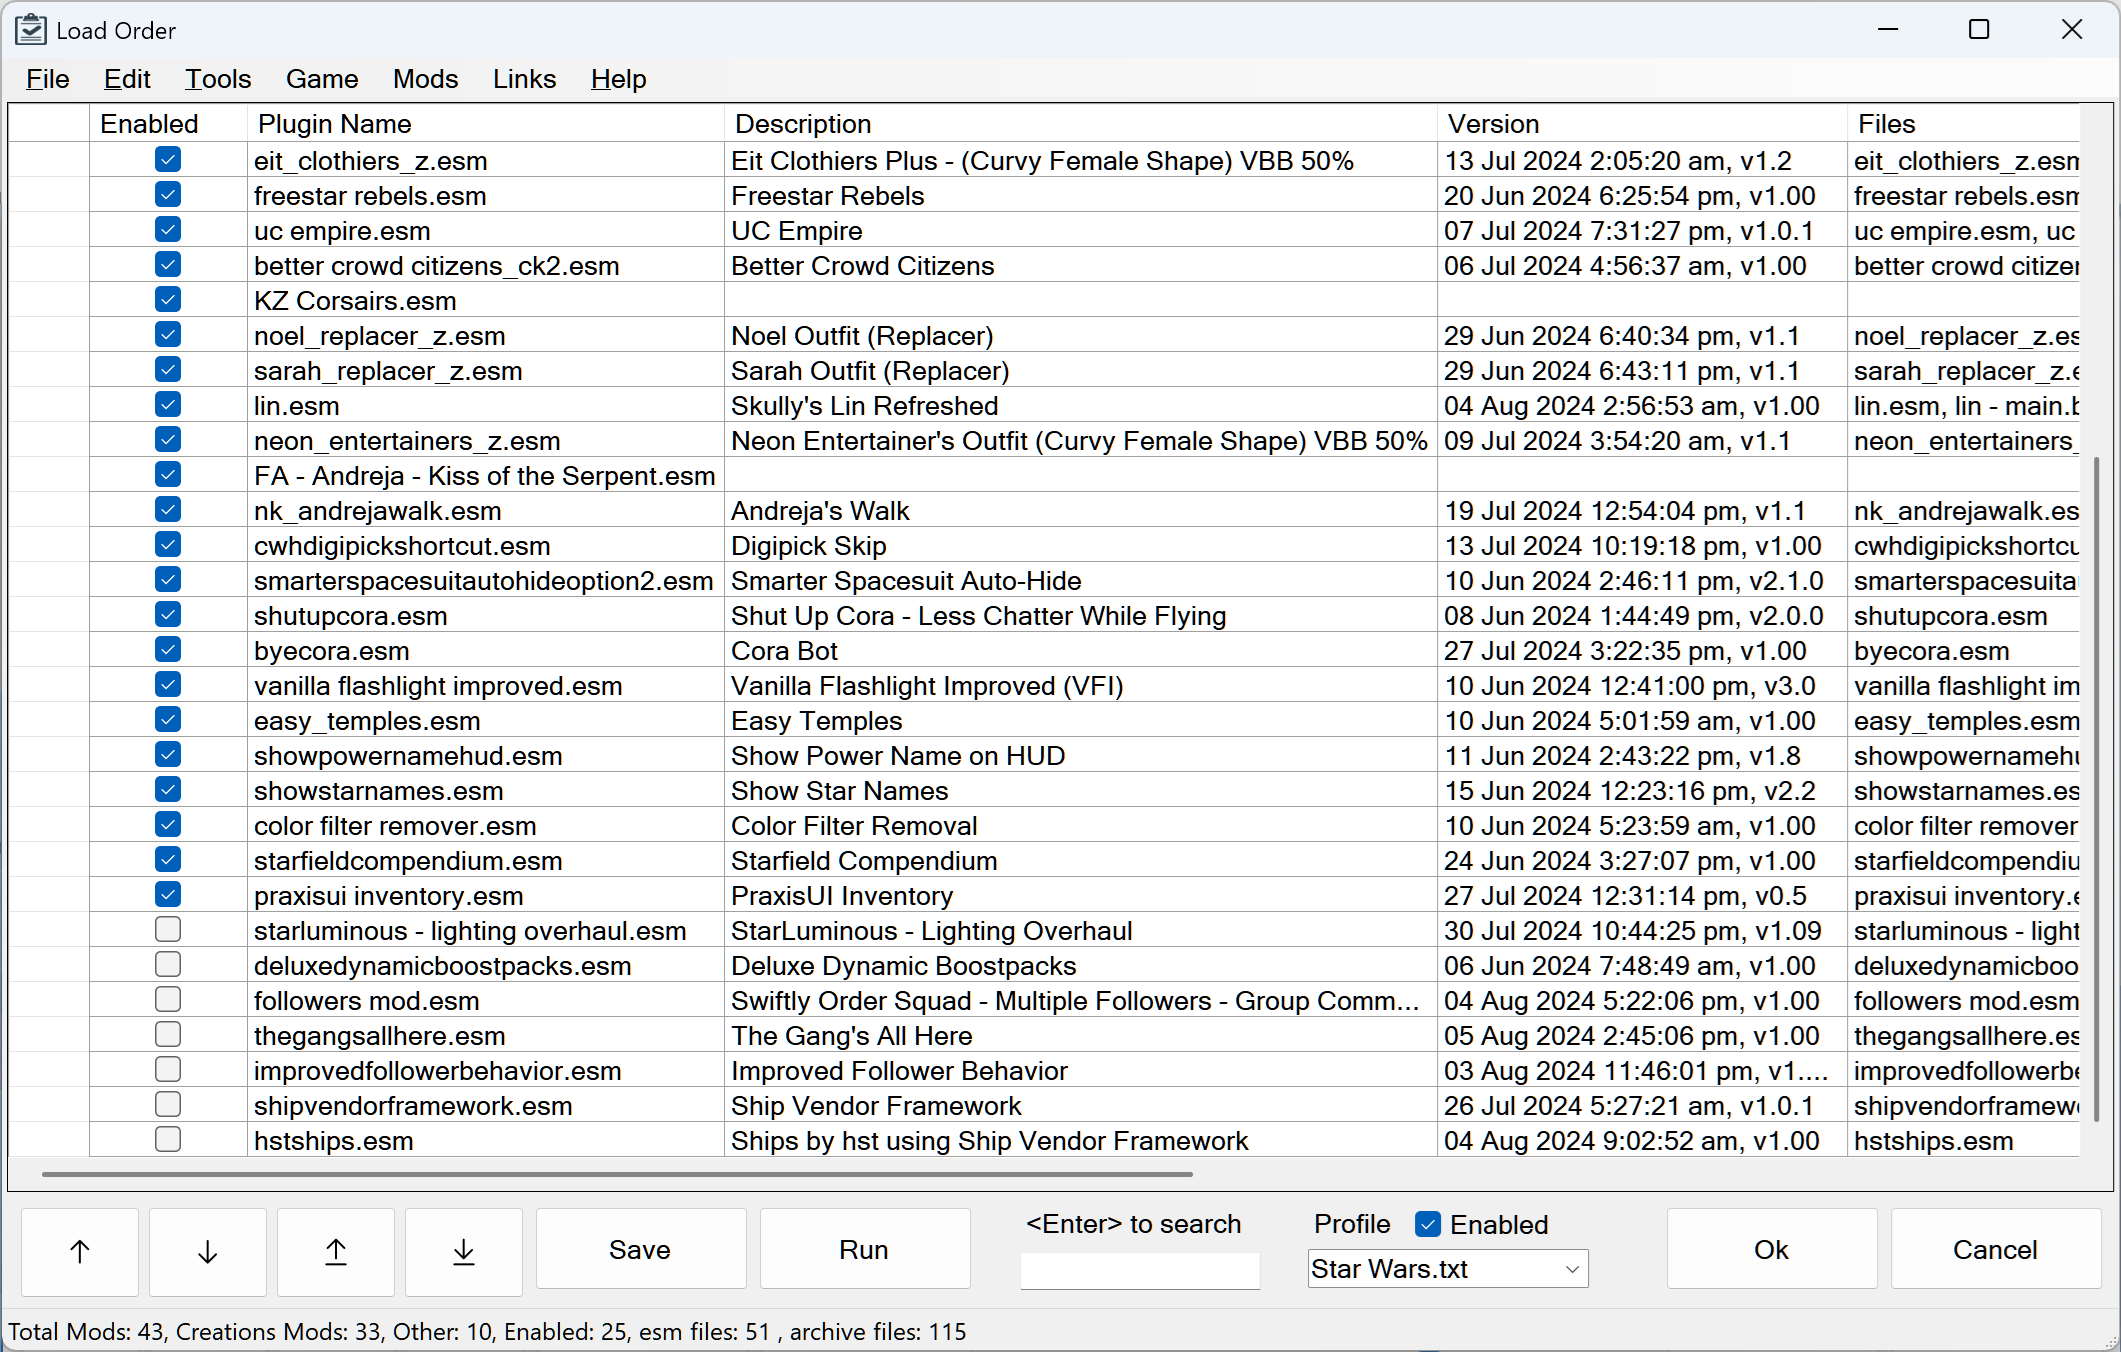 Load Order
File Edit Tools Game Mods Links Help
Enabled Plugin Name Description Version Files
eit_clothiers_z.esm Eit Clothiers Plus - (Curvy Female Shape) VBB 50% 13 Jul 2024 2:05:20 am, v1.2 eit_clothiers_z.esm
freestar rebels.esm Freestar Rebels 20 Jun 2024 6:25:54 pm, v1.00 freestar rebels.esm
uc empire.esm UC Empire 07 Jul 2024 7:31:27 pm, v1.0.1 uc empire.esm, uc
better crowd citizens_ck2.esm Better Crowd Citizens 06 Jul 2024 4:56:37 am, v1.00 better crowd citizen
KZ Corsairs.esm
noel_replacer_z.esm Noel Outfit (Replacer) 29 Jun 2024 6:40:34 pm, v1.1 noel_replacer_z.es
sarah_replacer_z.esm Sarah Outfit (Replacer) 29 Jun 2024 6:43:11 pm, v1.1 sarah_replacer_z.e
lin.esm Skully's Lin Refreshed 04 Aug 2024 2:56:53 am, v1.00 lin.esm, lin - main.b
neon_entertainers_z.esm Neon Entertainer's Outfit (Curvy Female Shape) VBB 50% 09 Jul 2024 3:54:20 am, v1.1 neon_entertainers_
FA - Andreja - Kiss of the Serpent.esm
nk_andrejawalk.esm Andreja's Walk 19 Jul 2024 12:54:04 pm, v1.1 nk_andrejawalk.es
cwhdigipickshortcut.esm Digipick Skip 13 Jul 2024 10:19:18 pm, v1.00 cwhdigipickshortcu
smarterspacesuitautohideoption2.esm Smarter Spacesuit Auto-Hide 10 Jun 2024 2:46:11 pm, v2.1.0 smarterspacesuita
shutupcora.esm Shut Up Cora - Less Chatter While Flying 08 Jun 2024 1:44:49 pm, v2.0.0 shutupcora.esm
byecora.esm Cora Bot 27 Jul 2024 3:22:35 pm, v1.00 byecora.esm
vanilla flashlight improved.esm Vanilla Flashlight Improved (VFI) 10 Jun 2024 12:41:00 pm, v3.0 vanilla flashlight im
easy_temples.esm Easy Temples 10 Jun 2024 5:01:59 am, v1.00 easy_temples.esm
showpowernamehud.esm Show Power Name on HUD 11 Jun 2024 2:43:22 pm, v1.8 showpowernamehu
showstarnames.esm Show Star Names 15 Jun 2024 12:23:16 pm, v2.2 showstarnames.es
color filter remover.esm Color Filter Removal 10 Jun 2024 5:23:59 am, v1.00 color filter remover
starfieldcompendium.esm Starfield Compendium 24 Jun 2024 3:27:07 pm, v1.00 starfieldcompendiu
praxisui inventory.esm PraxisUI Inventory 27 Jul 2024 12:31:14 pm, v0.5 praxisui inventory.e
starluminous - lighting overhaul.esm StarLuminous - Lighting Overhaul 30 Jul 2024 10:44:25 pm, v1.09 starluminous - light
deluxedynamicboostpacks.esm Deluxe Dynamic Boostpacks 06 Jun 2024 7:48:49 am, v1.00 deluxedynamicboo
followers mod.esm Swiftly Order Squad - Multiple Followers - Group Comm... 04 Aug 2024 5:22:06 pm, v1.00 followers mod.esm
thegangsallhere.esm The Gang's All Here 05 Aug 2024 2:45:06 pm, v1.00 thegangsallhere.es
improvedfollowerbehavior.esm Improved Follower Behavior 03 Aug 2024 11:46:01 pm, v1.... improvedfollowerbe
shipvendorframework.esm Ship Vendor Framework 26 Jul 2024 5:27:21 am, v1.0.1 shipvendorframewo
hstships.esm Ships by hst using Ship Vendor Framework 04 Aug 2024 9:02:52 am, v1.00 hstships.esm
Save Run <Enter> to search Profile Enabled Ok Cancel
Star Wars.txt
Total Mods: 43, Creations Mods: 33, Other: 10, Enabled: 25, esm files: 51 , archive files: 115